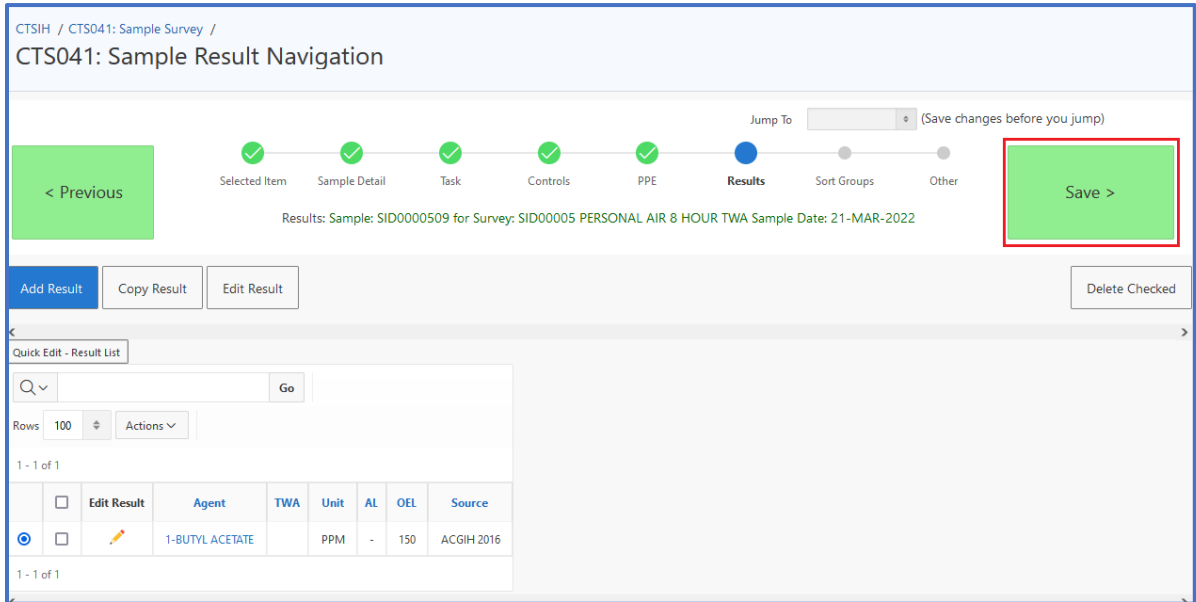 CTSIH / CTS041: Sample Survey /
CTS041: Sample Result Navigation
Jump To (Save changes before you jump)
< Previous
Selected Item Sample Detail Task Controls PPE Results Sort Groups Other
Save >
Results: Sample: SID0000509 for Survey: SID00005 PERSONAL AIR 8 HOUR TWA Sample Date: 21-MAR-2022
Add Result Copy Result Edit Result Delete Checked
Quick Edit - Result List
Go
Rows 100 Actions
1 - 1 of 1
Edit Result Agent TWA Unit AL OEL Source
1-BUTYL ACETATE PPM - 150 ACGIH 2016
1 - 1 of 1